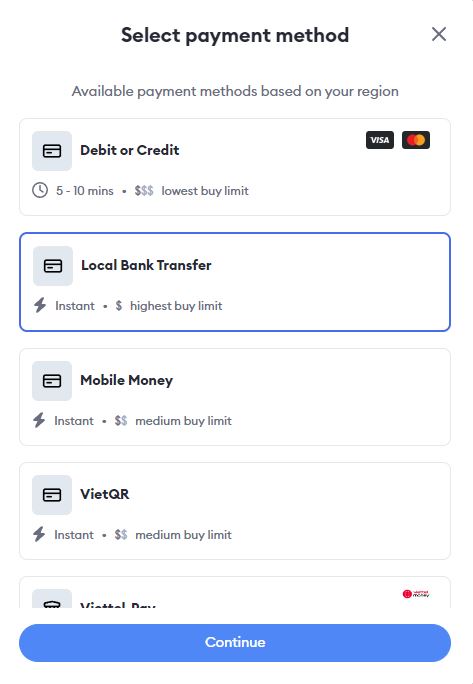 Select payment method
Available payment methods based on your region
Debit or Credit
VISA
5 - 10 mins • $$$ lowest buy limit
Local Bank Transfer
Instant • $ highest buy limit
Mobile Money
Instant • $$ medium buy limit
VietQR
Instant • $$ medium buy limit
Viettel Pay
viettel
money
Continue